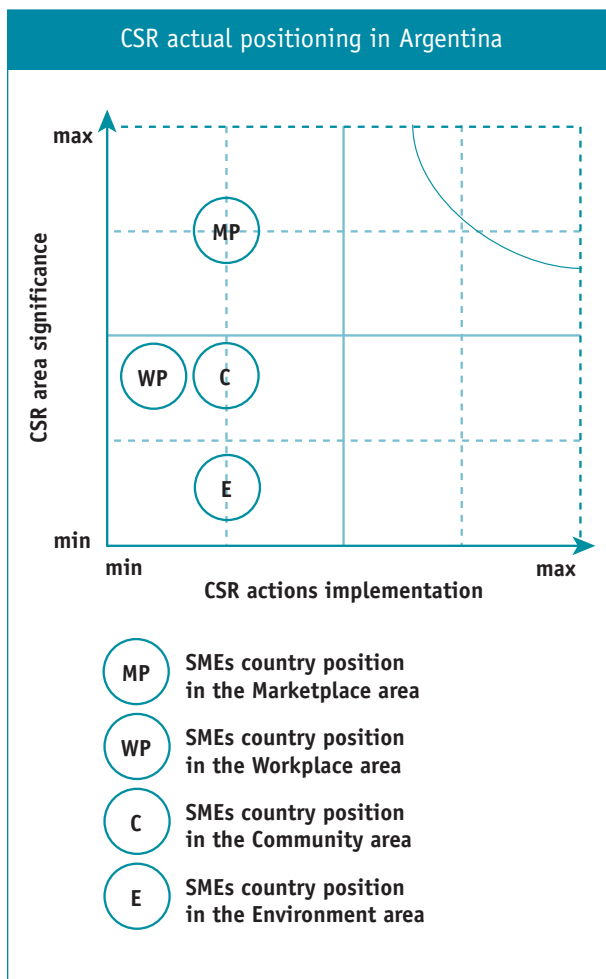 CSR actual positioning in Argentina
max
MP
CSR area significance
WP
C
E
min
min
max
CSR actions implementation
MP
SMEs country position
in the Marketplace area
WP
SMEs country position
in the Workplace area
C
SMEs country position
in the Community area
E
SMEs country position
in the Environment area